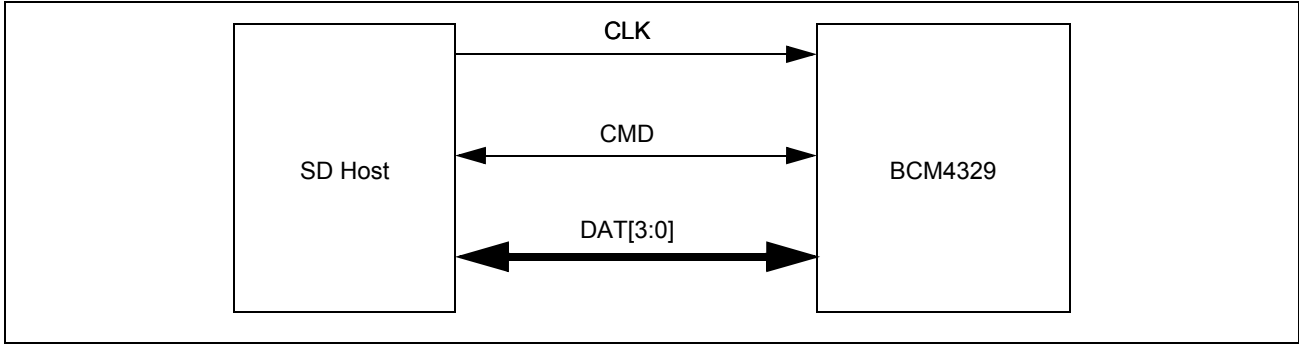 CLK
CMD
SD Host
BCM4329
DAT[3:0]